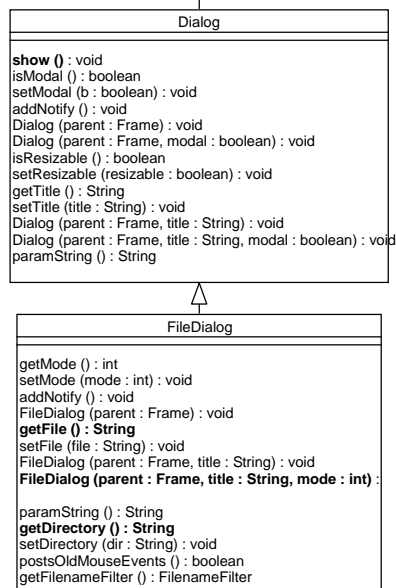 Dialog
show () : void
isModal () : boolean
setModal (b : boolean) : void
addNotify () : void
Dialog (parent : Frame) : void
Dialog (parent : Frame, modal : boolean) : void
isResizable () : boolean
setResizable (resizable : boolean) : void
getTitle () : String
setTitle (title : String) : void
Dialog (parent : Frame, title : String) : void
Dialog (parent : Frame, title : String, modal : boolean) : void
paramString () : String
FileDialog
getMode () : int
setMode (mode : int) : void
addNotify () : void
FileDialog (parent : Frame) : void
getFile () : String
setFile (file : String) : void
FileDialog (parent : Frame, title : String) : void
FileDialog (parent : Frame, title : String, mode : int) :
paramString () : String
getDirectory () : String
setDirectory (dir : String) : void
postsOldMouseEvents () : boolean
getFilenameFilter () : FilenameFilter